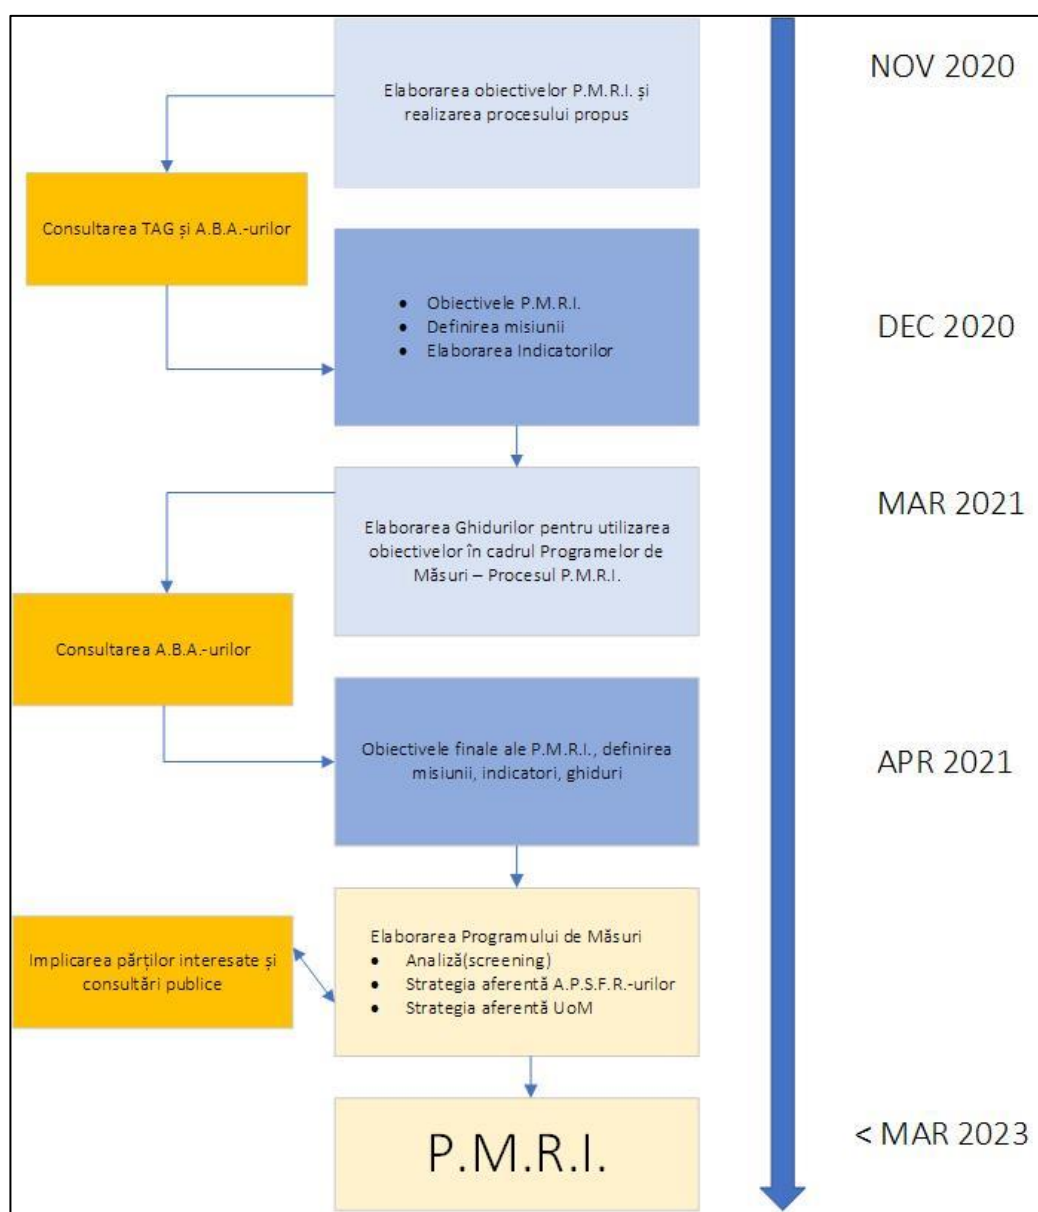 NOV 2020
Elaborarea obiectivelor P.M.R.I. și
realizarea procesului propus
Consultarea TAG și A.B.A.-urilor
• Obiectivele P.M.R.I.
• Definirea misiunii
• Elaborarea Indicatorilor
DEC 2020
MAR 2021
Elaborarea Ghidurilor pentru utilizarea
obiectivelor în cadrul Programelor de
Măsuri – Procesul P.M.R.I.
Consultarea A.B.A.-urilor
Obiectivele finale ale P.M.R.I., definirea
misiunii, indicatori, ghiduri
APR 2021
Implicarea părților interesate și
consultări publice
Elaborarea Programului de Măsuri
• Analiză(screening)
• Strategia aferentă A.P.S.F.R.-urilor
• Strategia aferentă UoM
P.M.R.I.
< MAR 2023